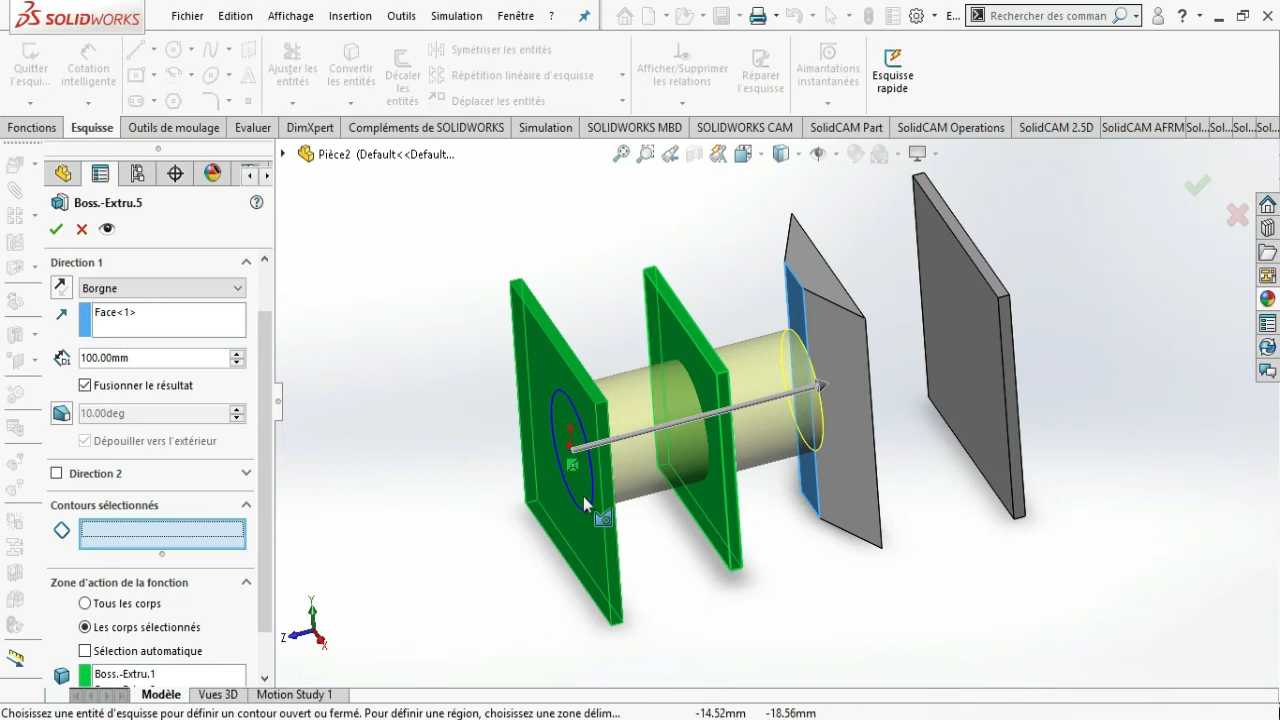 SOLIDWORKS
Fichier Edition Affichage Insertion Outils Simulation Fenêtre ?
E... Rechercher des comman ?
Quitter l'esqui...
Cotation intelligente
Ajuster les entités
Convertir les entités
Décaler les entités
Symétriser les entités
Répétition linéaire d'esquisse
Déplacer les entités
Afficher/Supprimer les relations
Réparer l'esquisse
Aimantations instantanées
Esquisse rapide
Fonctions Esquisse Outils de moulage Evaluer DimXpert Compléments de SOLIDWORKS Simulation SOLIDWORKS MBD SOLIDWORKS CAM SolidCAM Part SolidCAM Operations SolidCAM 2.5D SolidCAM AFRM Sol... Sol... Sol... Sol...
Pièce2 (Default<<Default...
Boss.-Extru.5
Direction 1
Borgne
Face<1>
100.00mm
Fusionner le résultat
10.00deg
Dépouiller vers l'extérieur
Direction 2
Contours sélectionnés
Zone d'action de la fonction
Tous les corps
Les corps sélectionnés
Sélection automatique
Boss.-Extru.1
Y
Z
X
Modèle Vues 3D Motion Study 1
Choisissez une entité d'esquisse pour définir un contour ouvert ou fermé. Pour définir une région, choisissez une zone délim... -14.52mm -18.56mm